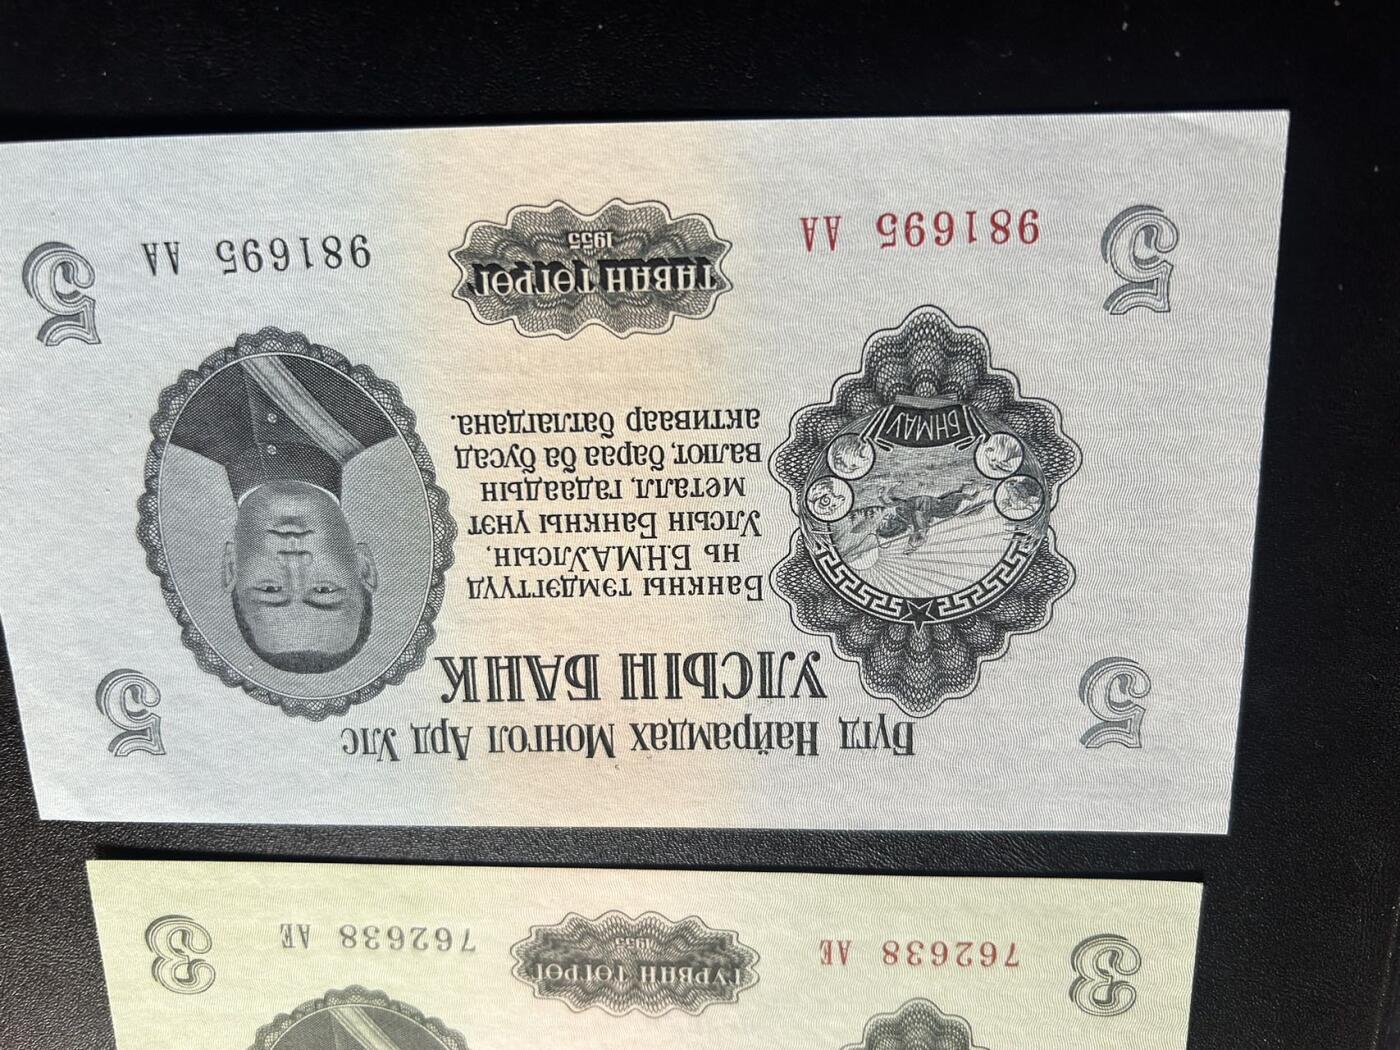 3 762638 АЕ ГУРВАН ТӨГРӨГ 1955 762638 АЕ 3
Бүгд Найрамдах Монгол Ард Улс
УЛСЫН БАНК
5 5
Банкны тэмдэгтүүд
нь БНМАУлсын,
Улсын Банкны үнэт
металл, гадаадын
валют, бараа ба бусад
активаар батлагдана.
БНМАУ
ТАВАН ТӨГРӨГ
1955
5 981695 АА 981695 АА 5